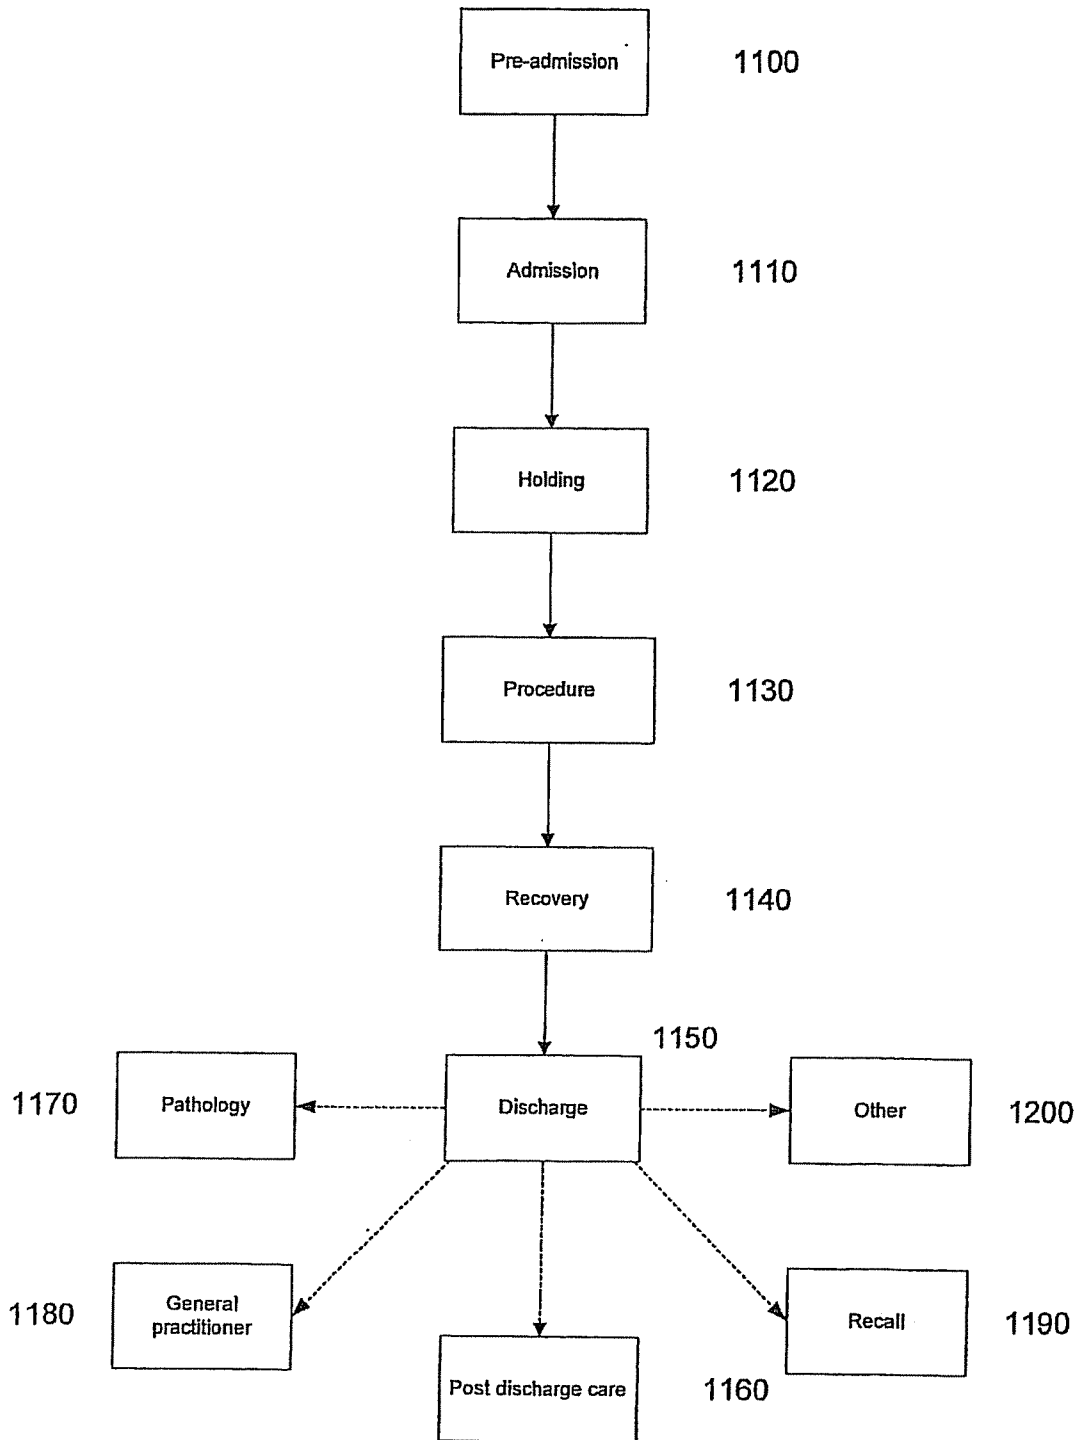 Pre-admission 1100
Admission 1110
Holding 1120
Procedure 1130
Recovery 1140
1150
1170 Pathology Discharge Other 1200
1180 General
practitioner
Recall 1190
Post discharge care 1160